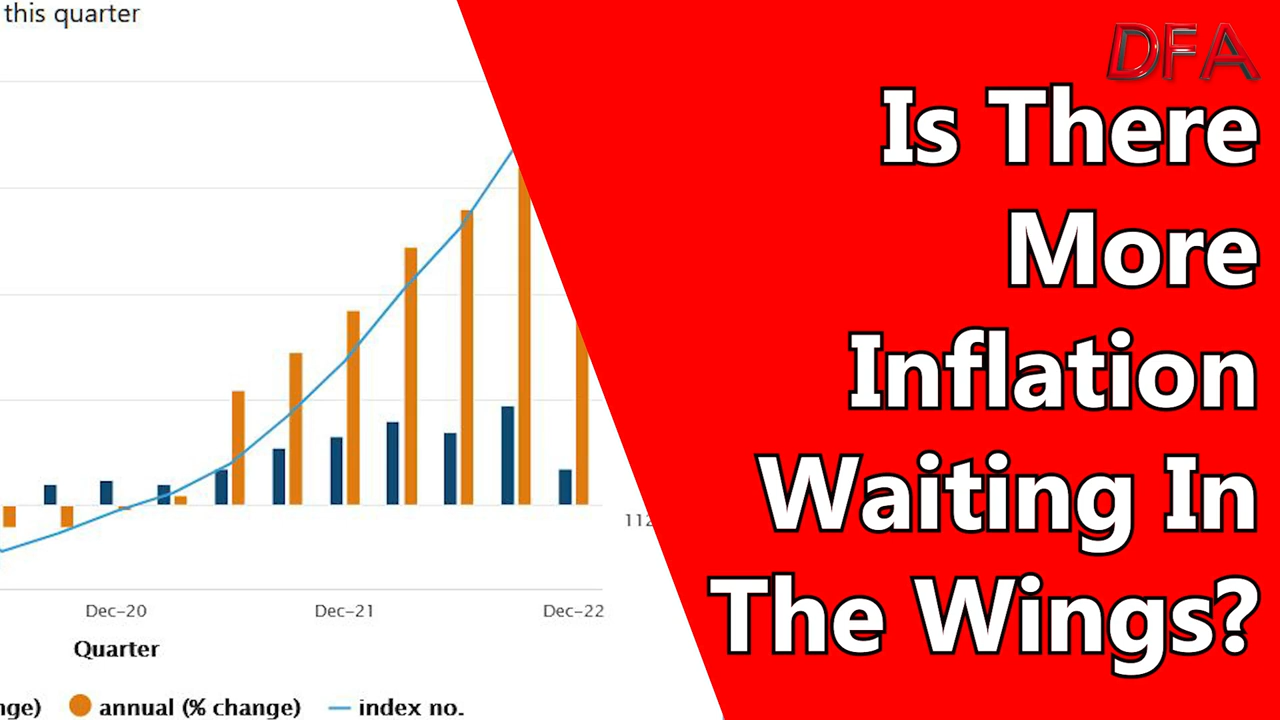 this quarter
DFA
Is There
More
Inflation
Waiting In
The Wings?
112
Dec-20
Dec-21
Dec-22
Quarter
nge)
annual (% change)
index no.